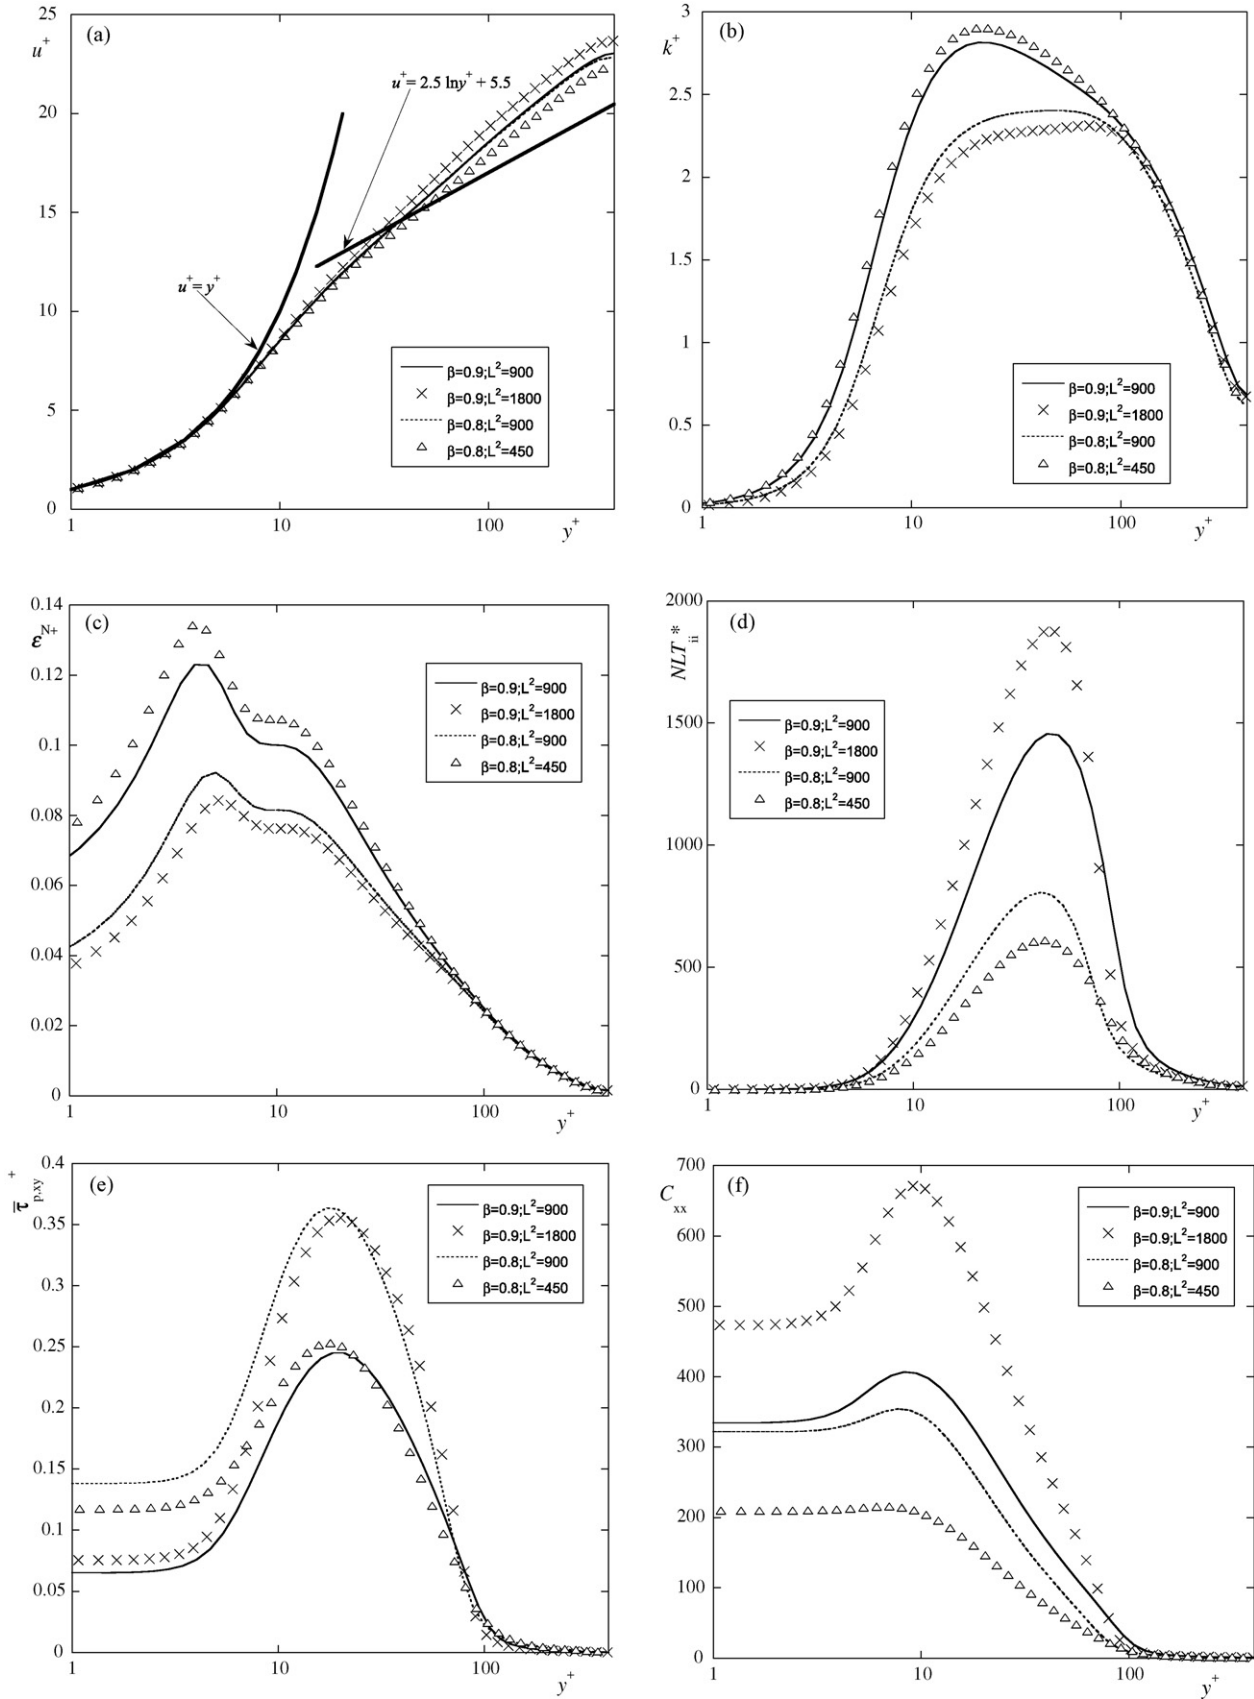 (a)
u⁺
25
20
15
10
5
0
u⁺= 2.5 lny⁺ + 5.5
u⁺= y⁺
β=0.9;L²=900
β=0.9;L²=1800
β=0.8;L²=900
β=0.8;L²=450
1 10 100
y⁺
(b)
k⁺
3
2.5
2
1.5
1
0.5
0
β=0.9;L²=900
β=0.9;L²=1800
β=0.8;L²=900
β=0.8;L²=450
1 10 100
y⁺
(c)
εᴺ⁺
0.14
0.12
0.1
0.08
0.06
0.04
0.02
0
β=0.9;L²=900
β=0.9;L²=1800
β=0.8;L²=900
β=0.8;L²=450
1 10 100
y⁺
(d)
NLT_ii*
2000
1500
1000
500
0
β=0.9;L²=900
β=0.9;L²=1800
β=0.8;L²=900
β=0.8;L²=450
1 10 100
y⁺
(e)
τ̄_p,xy⁺
0.4
0.35
0.3
0.25
0.2
0.15
0.1
0.05
0
β=0.9;L²=900
β=0.9;L²=1800
β=0.8;L²=900
β=0.8;L²=450
1 10 100
y⁺
(f)
C_xx
700
600
500
400
300
200
100
0
β=0.9;L²=900
β=0.9;L²=1800
β=0.8;L²=900
β=0.8;L²=450
1 10 100
y⁺